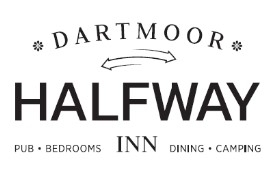 DARTMOOR
HALFWAY
PUB • BEDROOMS INN DINING • CAMPING